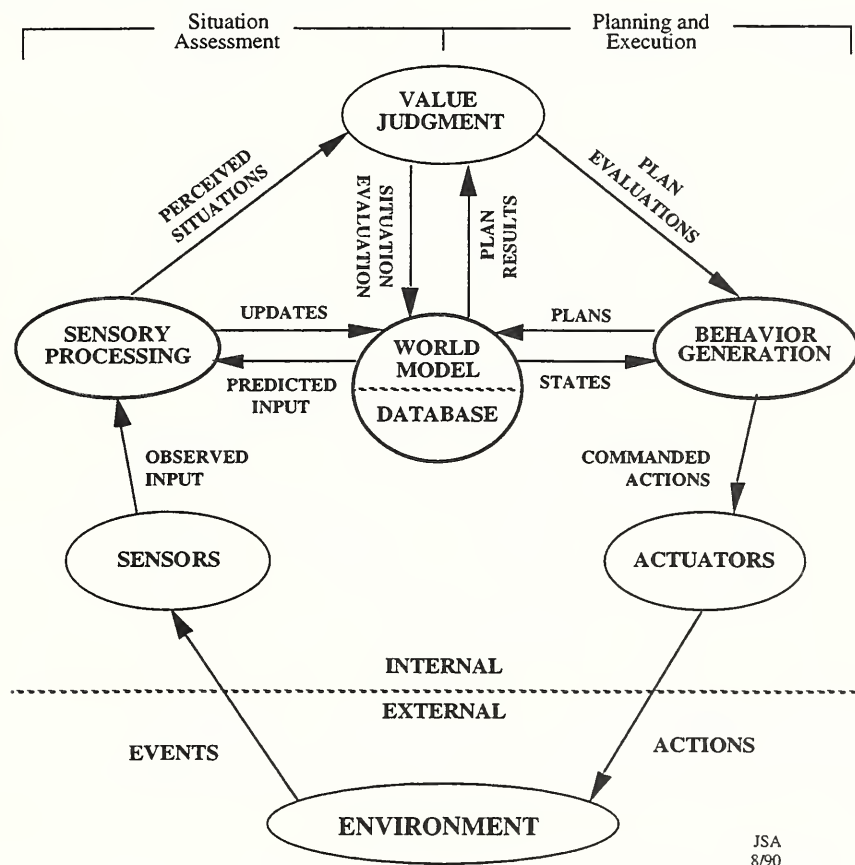 Situation
Assessment
Planning and
Execution
VALUE
JUDGMENT
PERCEIVED
SITUATIONS
SITUATION
EVALUATION
PLAN
RESULTS
PLAN
EVALUATIONS
SENSORY
PROCESSING
UPDATES
PREDICTED
INPUT
WORLD
MODEL
DATABASE
PLANS
STATES
BEHAVIOR
GENERATION
OBSERVED
INPUT
COMMANDED
ACTIONS
SENSORS
ACTUATORS
INTERNAL
EXTERNAL
EVENTS
ACTIONS
ENVIRONMENT
JSA
8/90